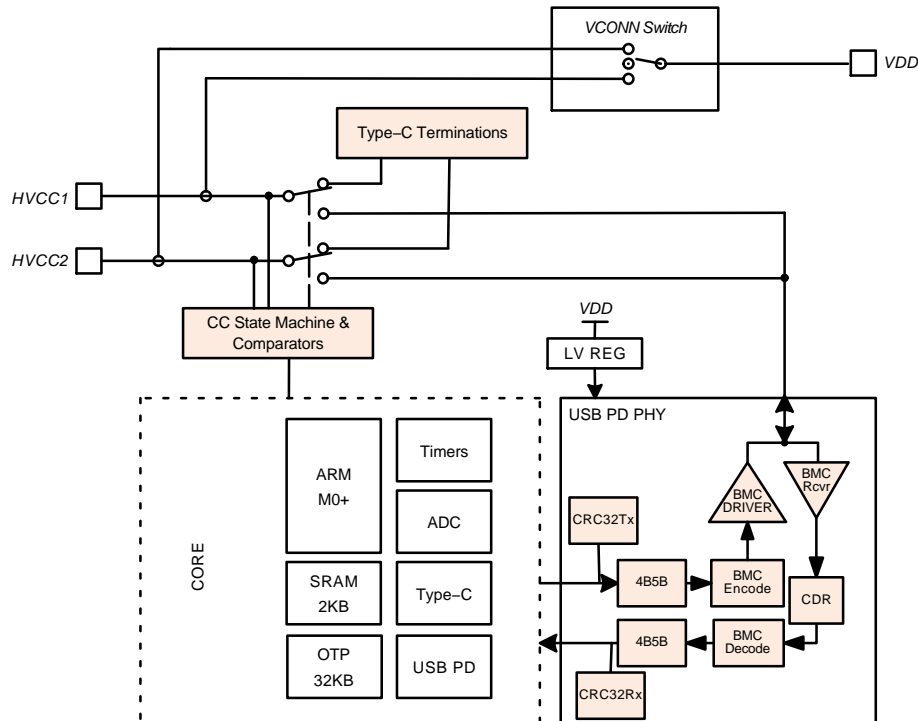 VCONN Switch
VDD
Type–C Terminations
HVCC1
HVCC2
CC State Machine &
Comparators
VDD
LV REG
USB PD PHY
CORE
ARM
M0+
Timers
ADC
SRAM
2KB
Type–C
OTP
32KB
USB PD
BMC
DRIVER
BMC
Rcvr
CRC32Tx
4B5B
BMC
Encode
CDR
4B5B
BMC
Decode
CRC32Rx